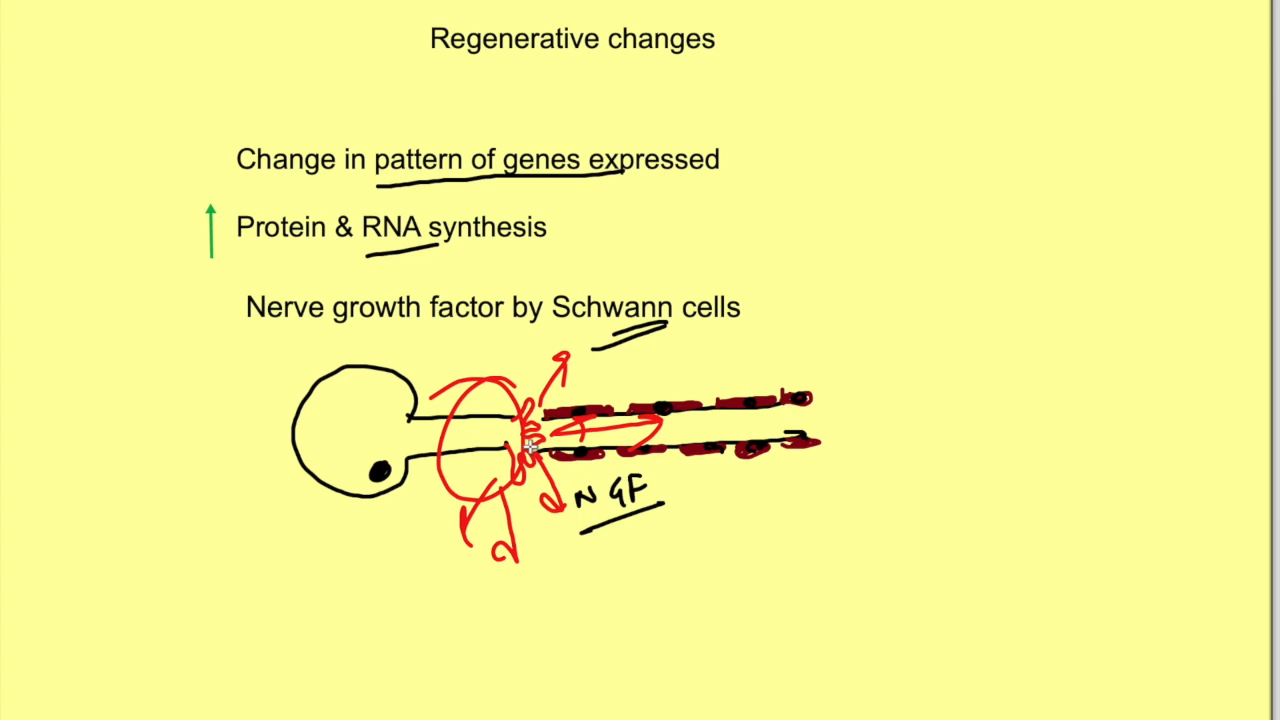 Regenerative changes
Change in pattern of genes expressed
Protein & RNA synthesis
Nerve growth factor by Schwann cells
NGF